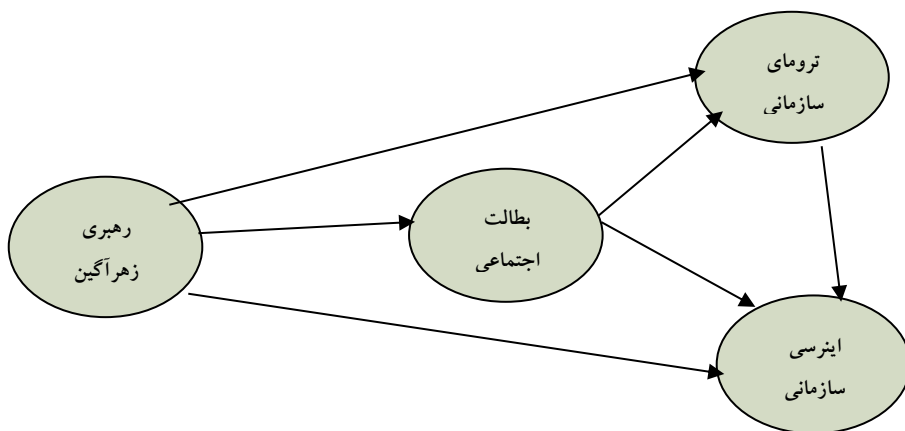 ترومای
سازمانی
بطالت
اجتماعی
رهبری
زهرآگین
اینرسی
سازمانی